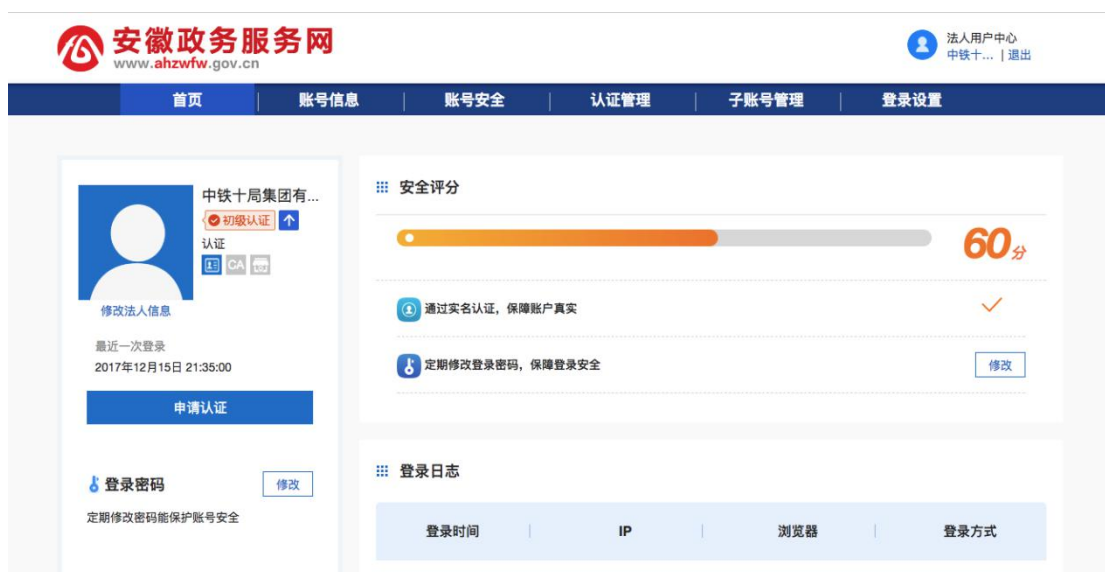 安徽政务服务网
www.ahzwfw.gov.cn
法人用户中心
中铁十... | 退出
首页 账号信息 账号安全 认证管理 子账号管理 登录设置
中铁十局集团有...
初级认证
认证
CA
修改法人信息
最近一次登录
2017年12月15日 21:35:00
申请认证
登录密码 修改
定期修改密码能保护账号安全
安全评分
60分
通过实名认证，保障账户真实
定期修改登录密码，保障登录安全 修改
登录日志
登录时间 IP 浏览器 登录方式